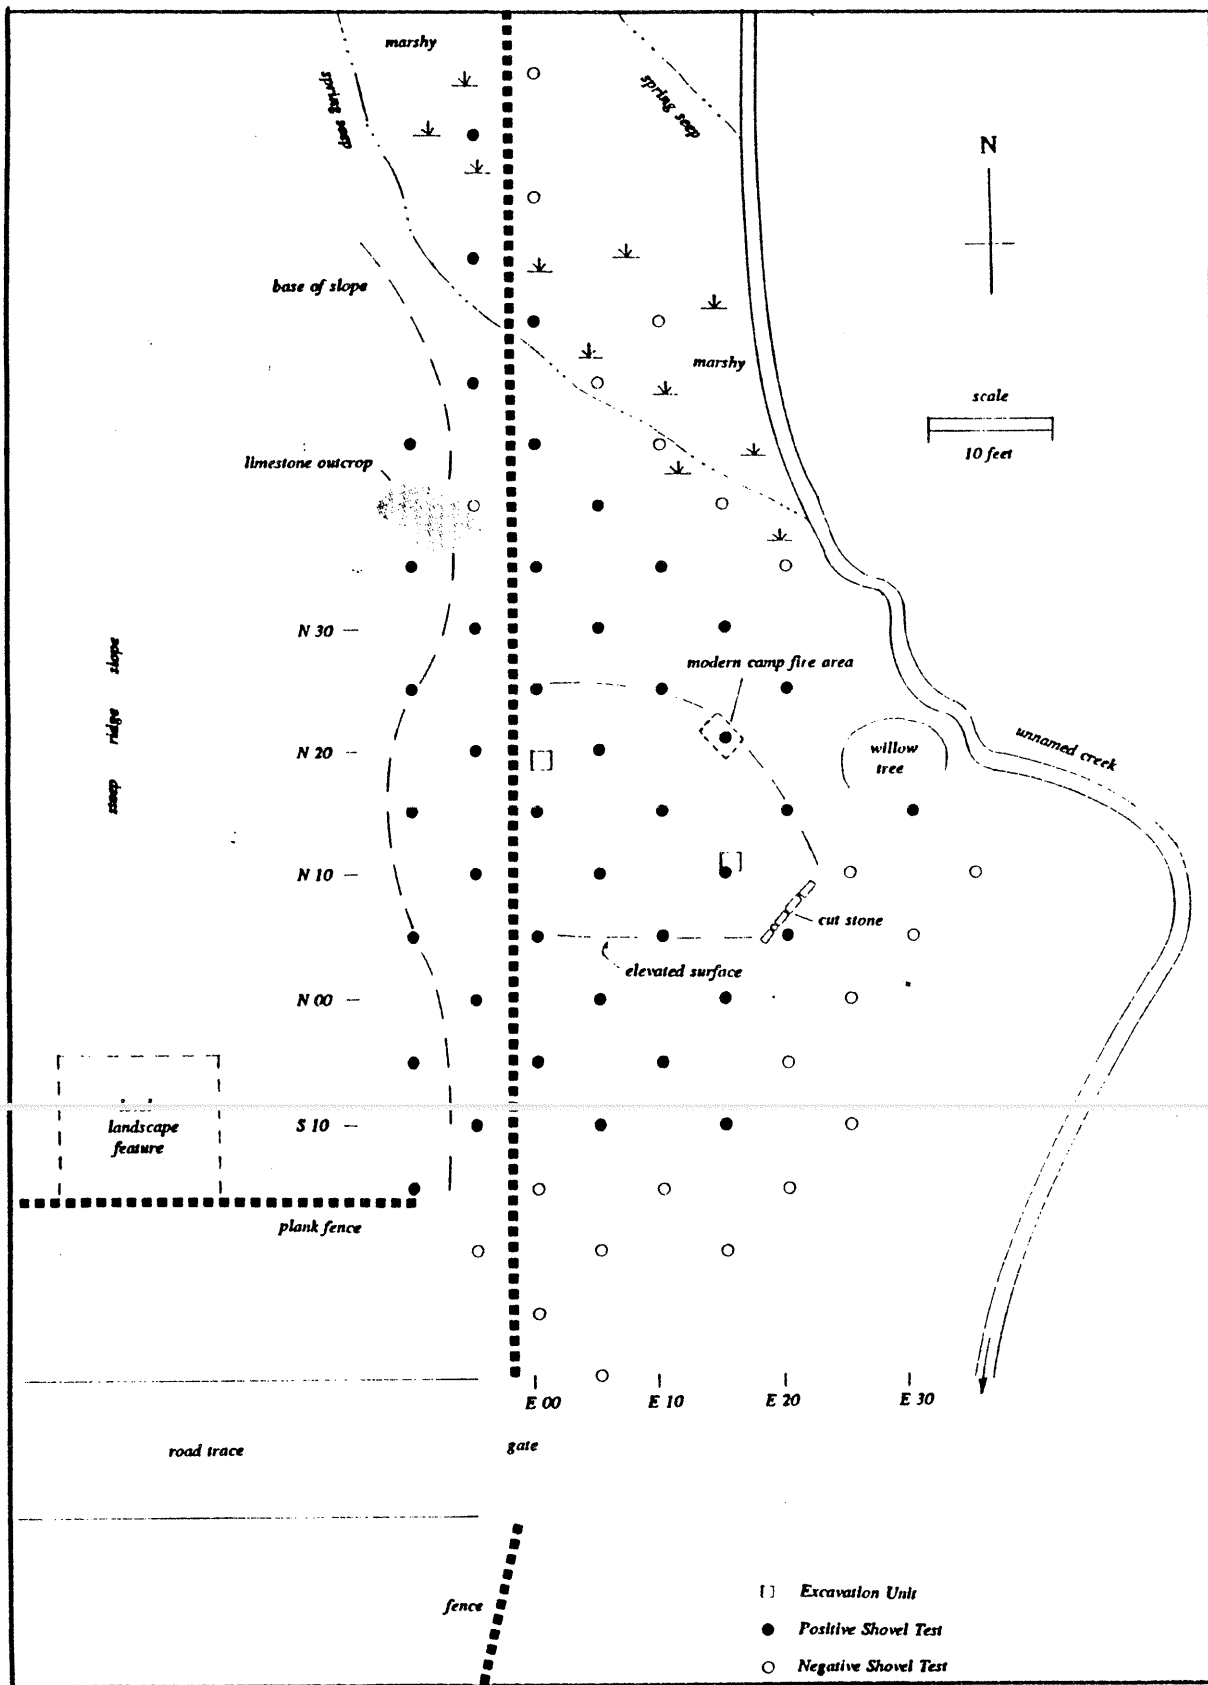 marshy
spring seep
spring seep
N
base of slope
marshy
scale
10 feet
limestone outcrop
N 30
modern camp fire area
steep ridge slope
N 20
willow
tree
unnamed creek
N 10
cut stone
elevated surface
N 00
landscape
feature
S 10
plank fence
E 00
E 10
E 20
E 30
road trace
gate
fence
Excavation Unit
Positive Shovel Test
Negative Shovel Test